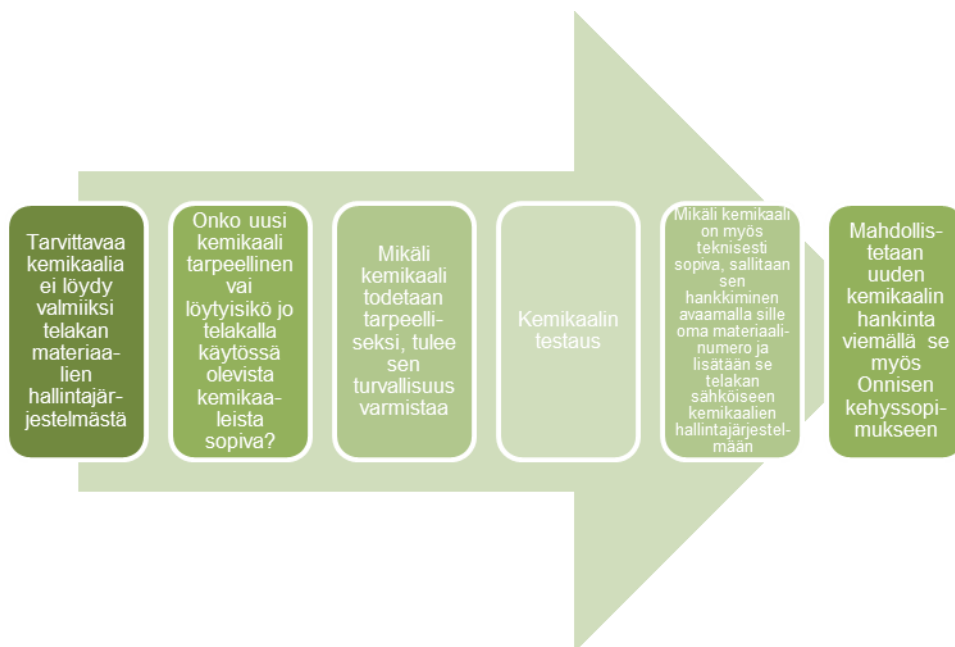 Tarvittavaa
kemikaalia
ei löydy
valmiiksi
telakan
materiaa-
lien
hallintajär-
jestelmästä
Onko uusi
kemikaali
tarpeellinen
vai
löytyisikö jo
telakalla
käytössä
olevista
kemikaa-
leista
sopiva?
Mikäli
kemikaali
todetaan
tarpeelli-
seksi, tulee
sen
turvallisuus
varmistaa
Kemikaalin
testaus
Mikäli kemikaali
on myös
teknisesti
sopiva, sallitaan
sen
hankkiminen
avaamalla sille
oma materiaali-
numero ja
lisätään se
telakan
sähköiseen
kemikaalien
hallintajärjestel-
mään
Mahdollis-
tetaan
uuden
kemikaalin
hankinta
viemällä se
myös
Onnisen
kehyssopi-
mukseen